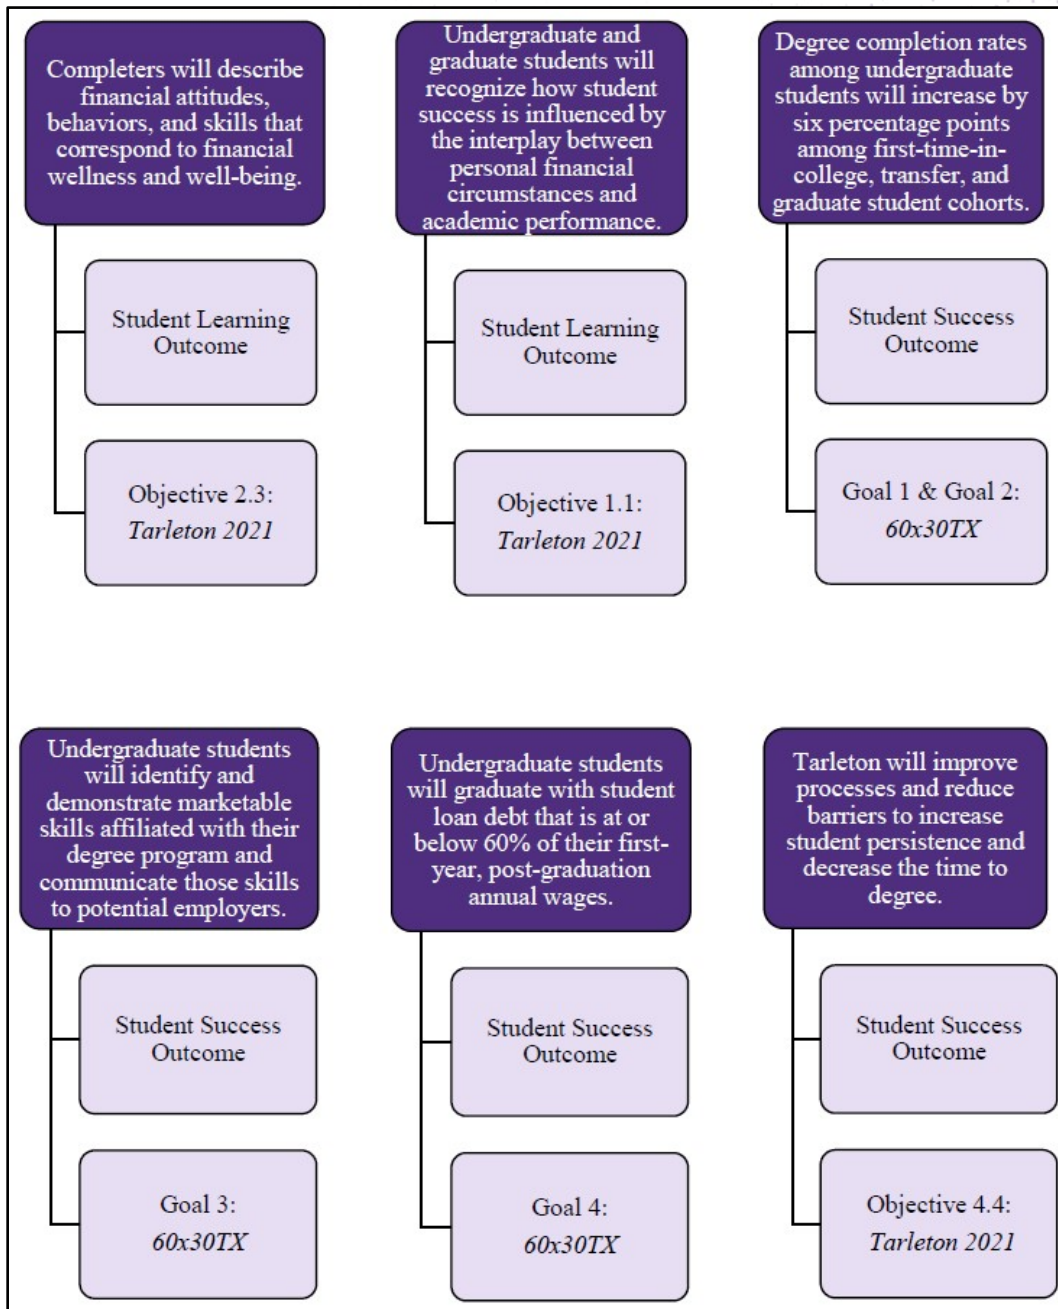 Completers will describe
financial attitudes,
behaviors, and skills that
correspond to financial
wellness and well-being.
Student Learning
Outcome
Objective 2.3:
Tarleton 2021
Undergraduate and
graduate students will
recognize how student
success is influenced by
the interplay between
personal financial
circumstances and
academic performance.
Student Learning
Outcome
Objective 1.1:
Tarleton 2021
Degree completion rates
among undergraduate
students will increase by
six percentage points
among first-time-in-
college, transfer, and
graduate student cohorts.
Student Success
Outcome
Goal 1 & Goal 2:
60x30TX
Undergraduate students
will identify and
demonstrate marketable
skills affiliated with their
degree program and
communicate those skills
to potential employers.
Student Success
Outcome
Goal 3:
60x30TX
Undergraduate students
will graduate with student
loan debt that is at or
below 60% of their first-
year, post-graduation
annual wages.
Student Success
Outcome
Goal 4:
60x30TX
Tarleton will improve
processes and reduce
barriers to increase
student persistence and
decrease the time to
degree.
Student Success
Outcome
Objective 4.4:
Tarleton 2021